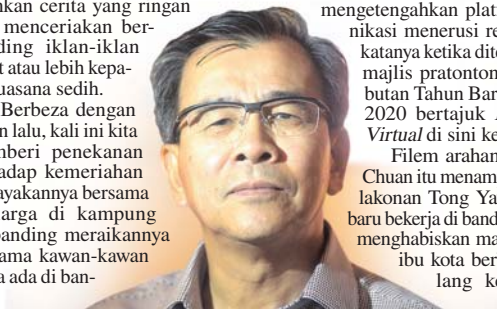 hkan cerita yang ringan
menceriakan ber-
ding iklan-iklan
t atau lebih kepa-
uasana sedih.
Berbeza dengan
n lalu, kali ini kita
mberi penekanan
adap kemeriahan
ayakannya bersama
arga di kampung
banding meraikannya
ama kawan-kawan
a ada di ban-
mengetengahkan platf
nikasi menerusi re
katanya ketika dite
majlis pratonton
butan Tahun Bar
2020 bertajuk A
Virtual di sini ke
Filem arahan
Chuan itu menam
lakonan Tong Ya
baru bekerja di band
menghabiskan ma
ibu kota ber
lang ke